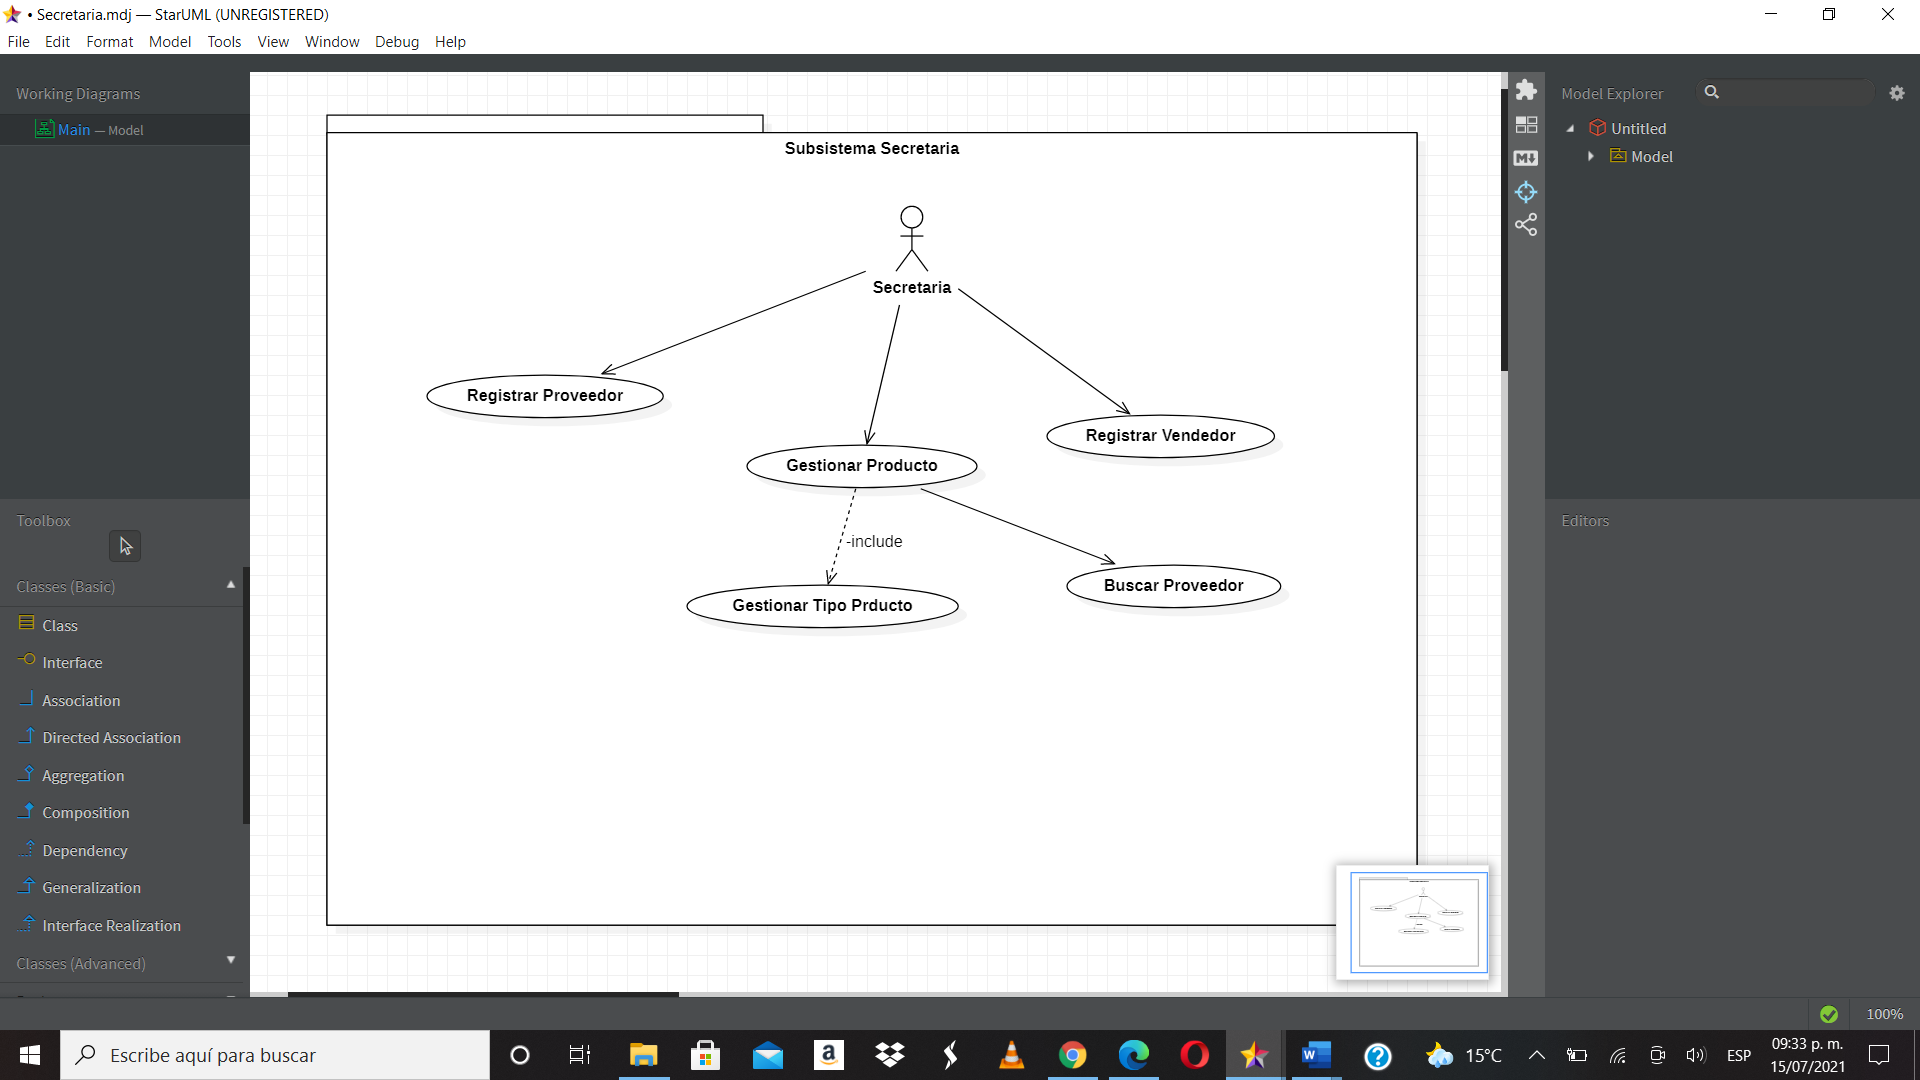 • Secretaria.mdj — StarUML (UNREGISTERED)
File Edit Format Model Tools View Window Debug Help
Working Diagrams
Main — Model
Model Explorer
Untitled
Model
Subsistema Secretaria
Secretaria
Registrar Proveedor
Registrar Vendedor
Gestionar Producto
-include
Buscar Proveedor
Gestionar Tipo Prducto
Toolbox
Classes (Basic)
Class
Interface
Association
Directed Association
Aggregation
Composition
Dependency
Generalization
Interface Realization
Classes (Advanced)
Editors
100%
Escribe aquí para buscar
15°C
ESP
09:33 p. m.
15/07/2021